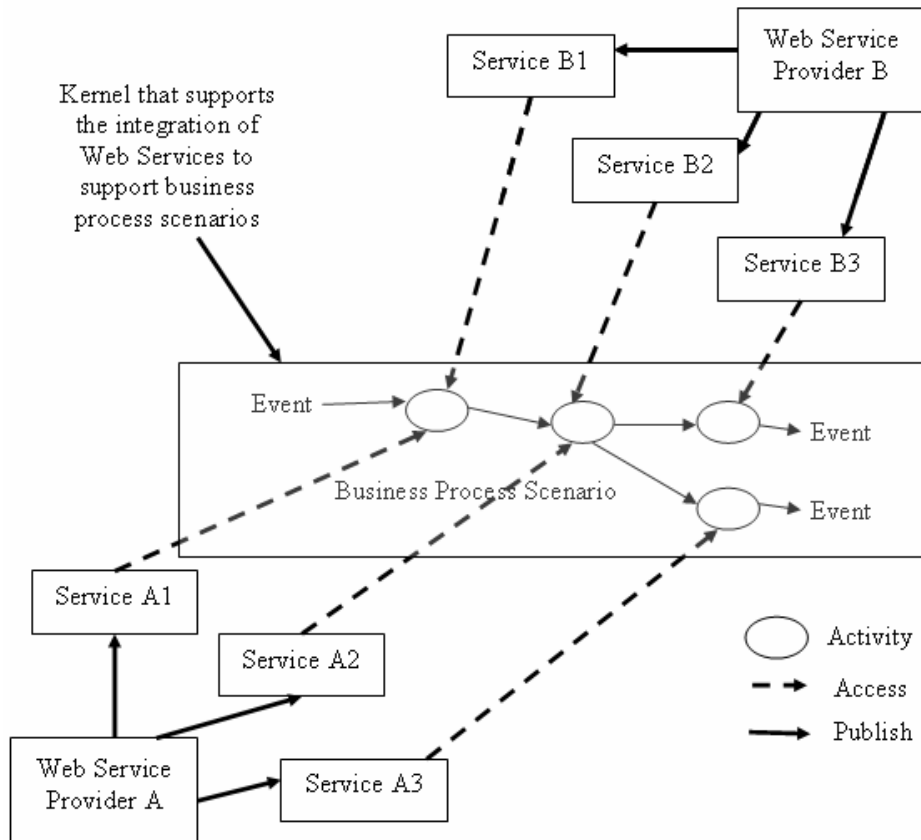 Service B1
Web Service
Provider B
Kernel that supports
the integration of
Web Services to
support business
process scenarios
Service B2
Service B3
Event
Event
Business Process Scenario
Event
Service A1
Service A2
Activity
Access
Publish
Web Service
Provider A
Service A3